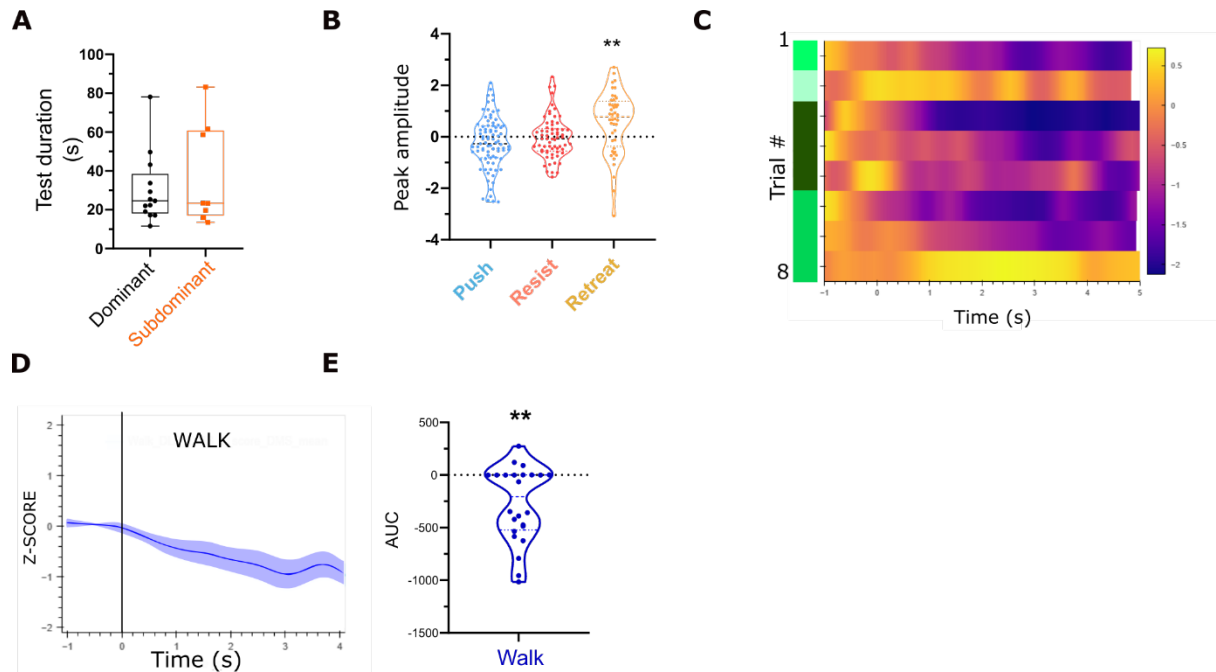 A
Test duration
(s)
100
80
60
40
20
0
Dominant
Subdominant
B
Peak amplitude
**
4
2
0
-2
-4
Push
Resist
Retreat
C
Trial #
1
8
-1
0
1
2
3
4
5
Time (s)
0.5
0
−0.5
−1
−1.5
−2
D
Z-SCORE
WALK
2
1
0
−1
−2
-1
0
1
2
3
4
Time (s)
E
**
AUC
500
0
-500
-1000
-1500
Walk